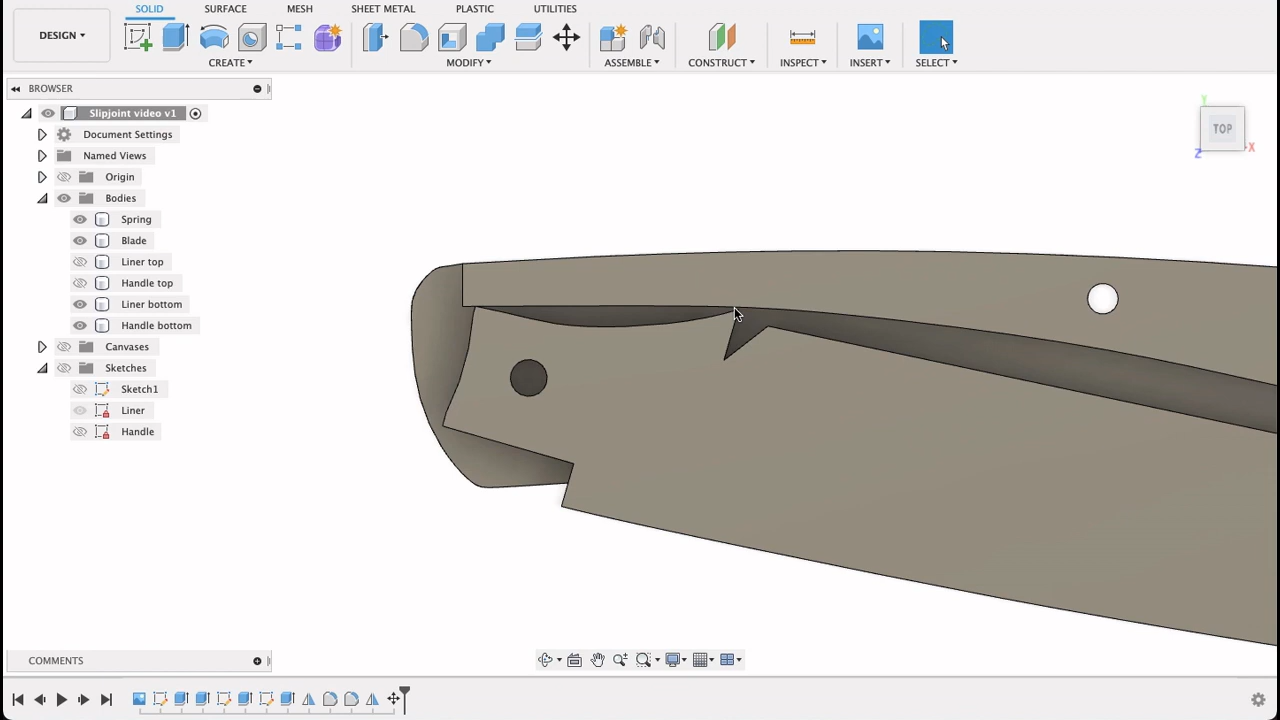 SOLID SURFACE MESH SHEET METAL PLASTIC UTILITIES
DESIGN
CREATE MODIFY ASSEMBLE CONSTRUCT INSPECT INSERT SELECT
BROWSER
Slipjoint video v1
Document Settings
Named Views
Origin
Bodies
Spring
Blade
Liner top
Handle top
Liner bottom
Handle bottom
Canvases
Sketches
Sketch1
Liner
Handle
Y
TOP
X
Z
COMMENTS